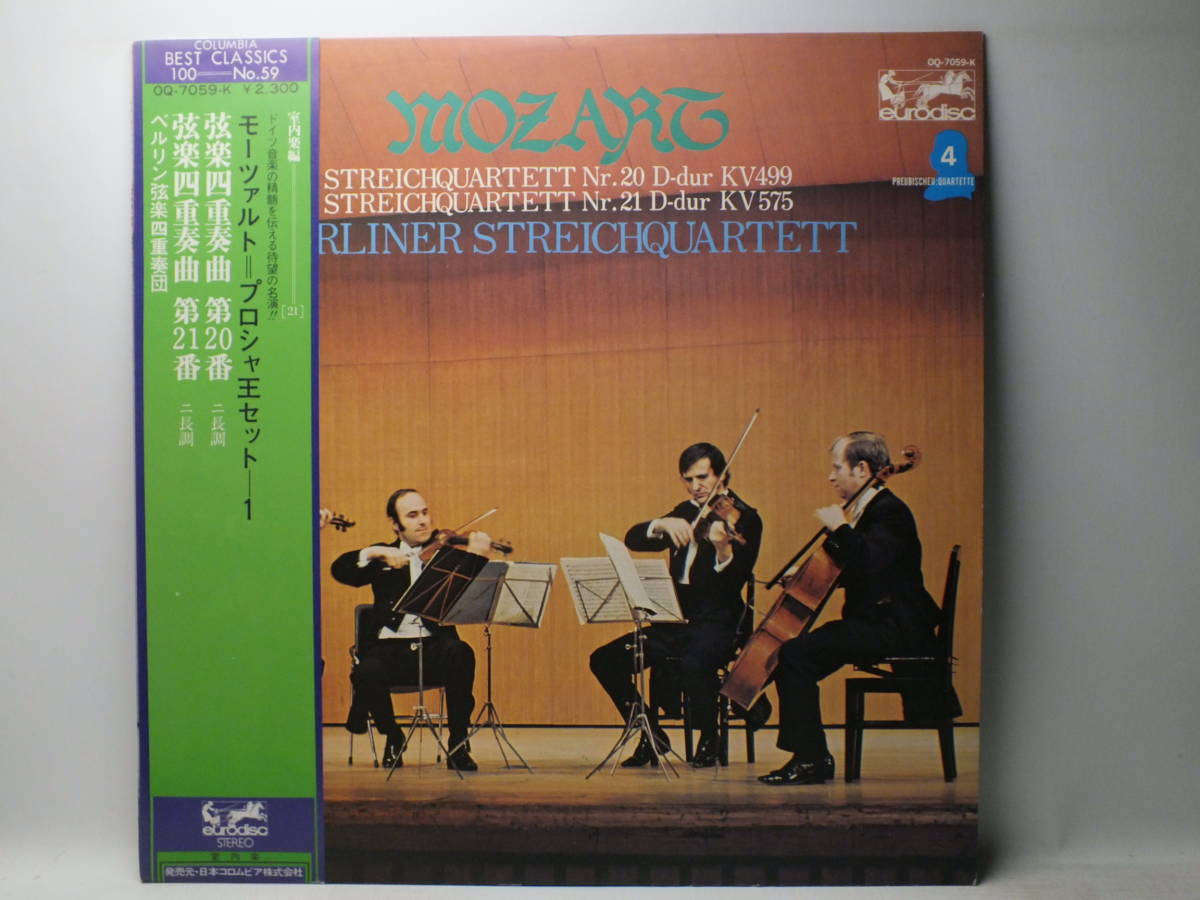 COLUMBIA
BEST CLASSICS
100——No.59
OQ-7059-K ¥2,300
室内楽編——[21]
ドイツ音楽の精髄を伝える待望の名演!!
モーツァルト=プロシャ王セット—1
弦楽四重奏曲 第20番 ニ長調
弦楽四重奏曲 第21番 ニ長調
ベルリン弦楽四重奏団
eurodisc
STEREO
室内楽
発売元・日本コロムビア株式会社
MOZART
STREICHQUARTETT Nr.20 D-dur KV499
STREICHQUARTETT Nr.21 D-dur KV575
RLINER STREICHQUARTETT
OQ-7059-K
eurodisc
4
PREUBISCHEN:QUARTETTE